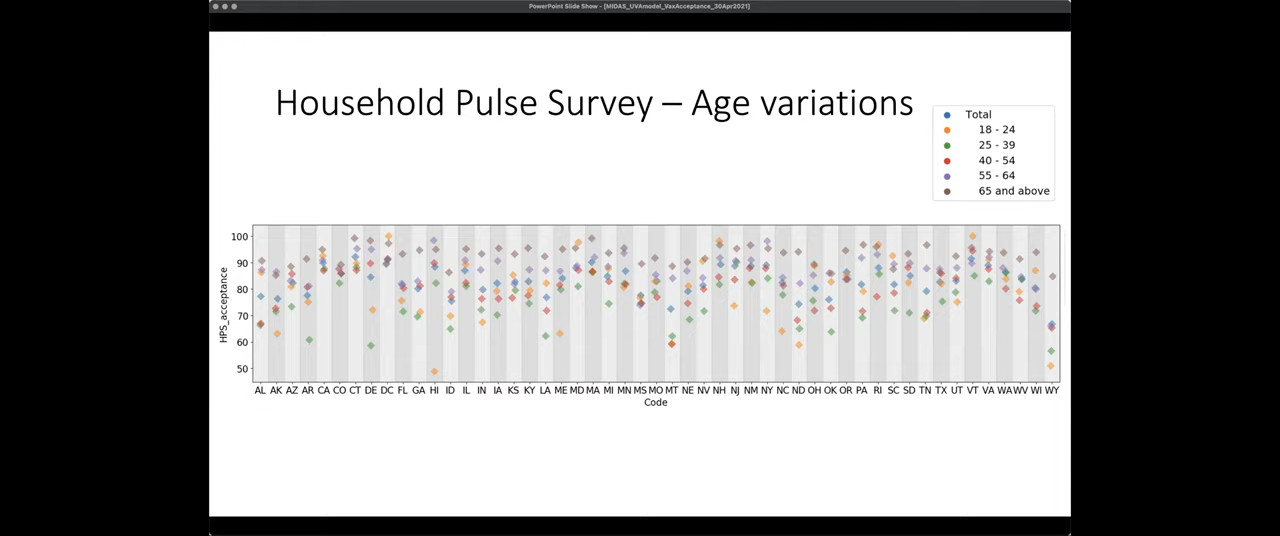 PowerPoint Slide Show - [MIDAS_UVAmodel_VaxAcceptance_30Apr2021]
Household Pulse Survey – Age variations
Total
18 - 24
25 - 39
40 - 54
55 - 64
65 and above
HPS_acceptance
100
90
80
70
60
50
AL AK AZ AR CA CO CT DE DC FL GA HI ID IL IN IA KS KY LA ME MD MA MI MN MS MO MT NE NV NH NJ NM NY NC ND OH OK OR PA RI SC SD TN TX UT VT VA WA WV WI WY
Code